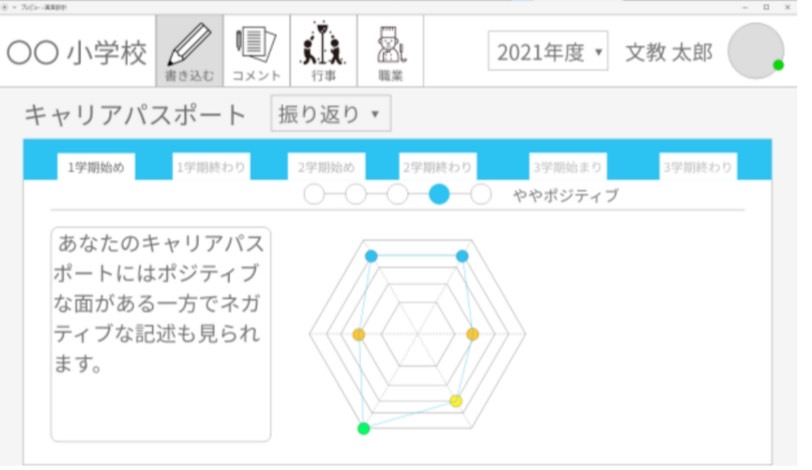 〇〇 小学校
書き込む
コメント
行事
職業
2021年度 ▼
文教 太郎
キャリアパスポート
振り返り ▼
1学期始め
1学期終わり
2学期始め
2学期終わり
3学期始まり
3学期終わり
ややポジティブ
あなたのキャリアパス
ポートにはポジティブ
な面がある一方でネガ
ティブな記述も見られ
ます。